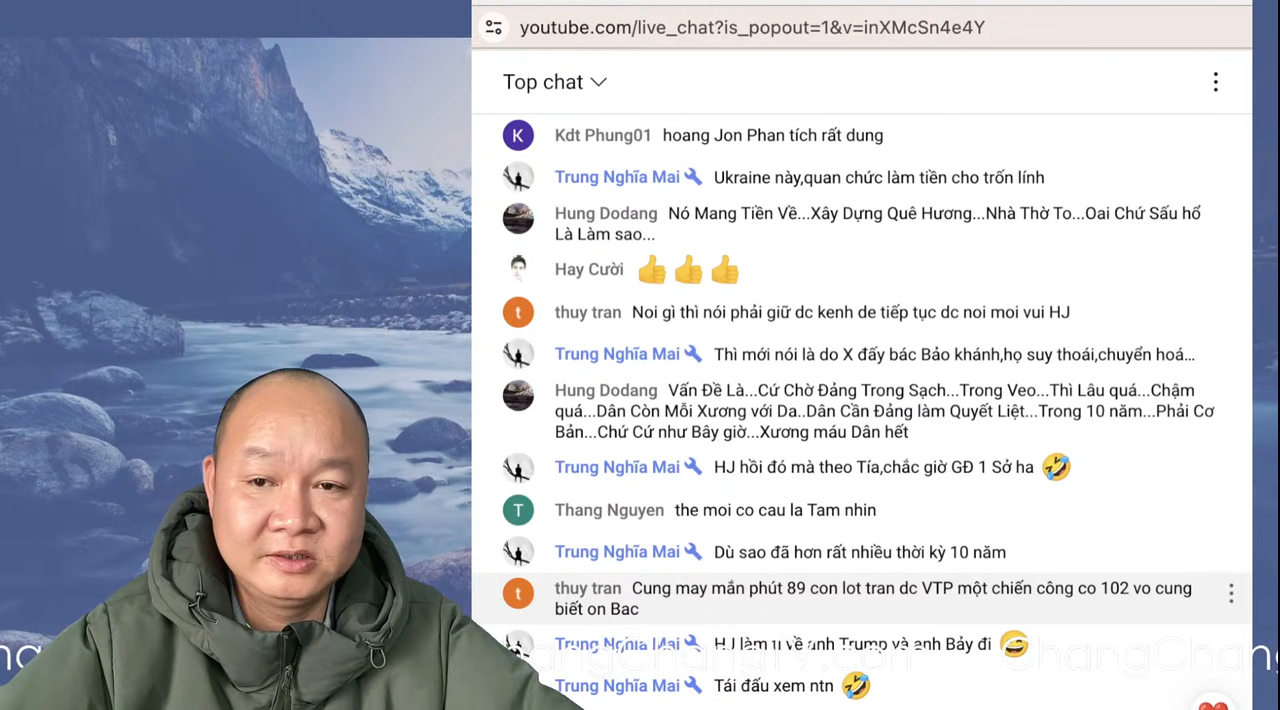 youtube.com/live_chat?is_popout=1&v=inXMcSn4e4Y
Top chat
K Kdt Phung01 hoang Jon Phan tích rất dung
Trung Nghĩa Mai Ukraine này,quan chức làm tiền cho trốn lính
Hung Dodang Nó Mang Tiền Về...Xây Dựng Quê Hương...Nhà Thờ To...Oai Chứ Sấu hổ
Là Làm sao...
Hay Cười 👍👍👍
t thuy tran Noi gì thì nói phải giữ dc kenh de tiếp tục dc noi moi vui HJ
Trung Nghĩa Mai Thì mới nói là do X đấy bác Bảo khánh,họ suy thoái,chuyển hoá...
Hung Dodang Vấn Đề Là...Cứ Chờ Đảng Trong Sạch...Trong Veo...Thì Lâu quá...Chậm
quá...Dân Còn Mỗi Xương với Da..Dân Cần Đảng làm Quyết Liệt...Trong 10 năm...Phải Cơ
Bản...Chứ Cứ như Bây giờ...Xương máu Dân hết
Trung Nghĩa Mai HJ hồi đó mà theo Tía,chắc giờ GĐ 1 Sở ha 🤣
T Thang Nguyen the moi co cau la Tam nhin
Trung Nghĩa Mai Dù sao đã hơn rất nhiều thời kỳ 10 năm
t thuy tran Cung may mắn phút 89 con lot tran dc VTP một chiến công co 102 vo cung
biết on Bac
Trung Nghĩa Mai HJ làm về anh Trump và anh Bảy đi 😄
Trung Nghĩa Mai Tái đấu xem ntn 🤣